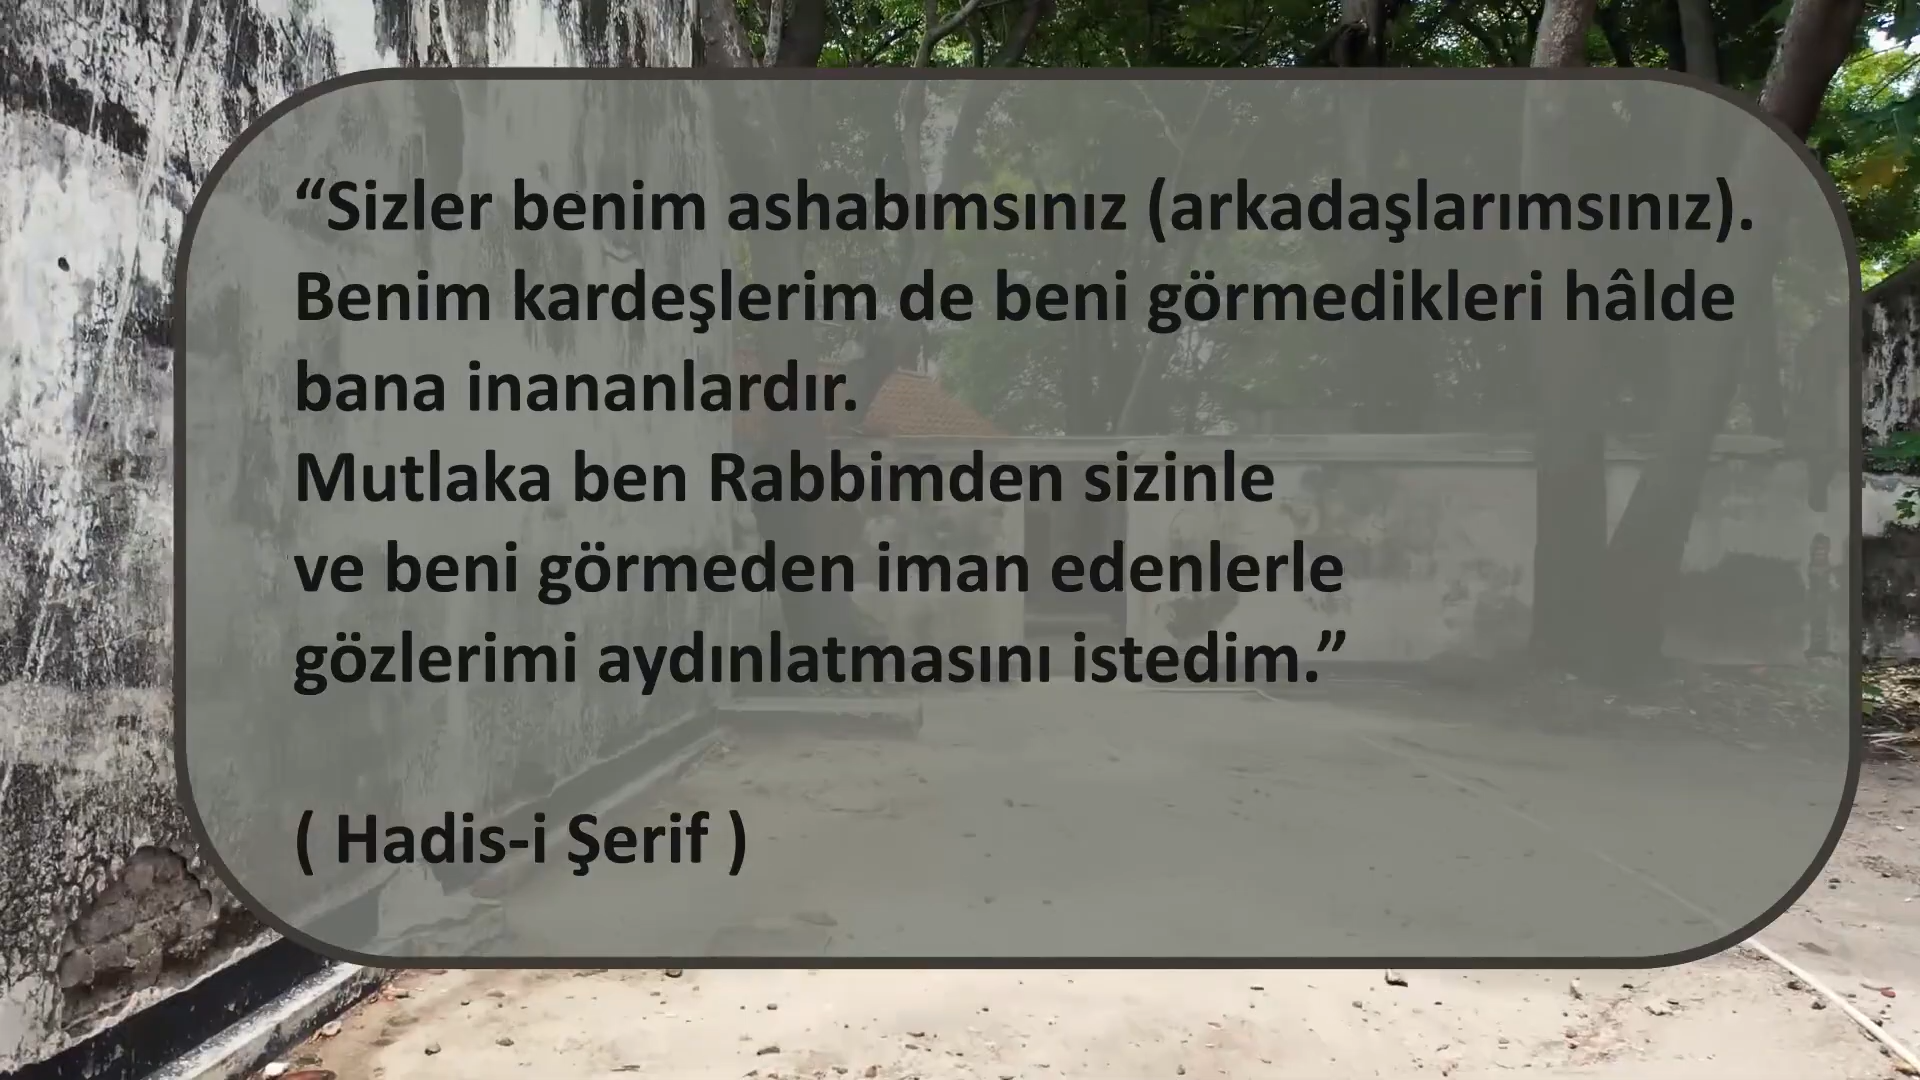 “Sizler benim ashabımsınız (arkadaşlarımsınız).
Benim kardeşlerim de beni görmedikleri hâlde
bana inananlardır.
Mutlaka ben Rabbimden sizinle
ve beni görmeden iman edenlerle
gözlerimi aydınlatmasını istedim.”
( Hadis-i Şerif )